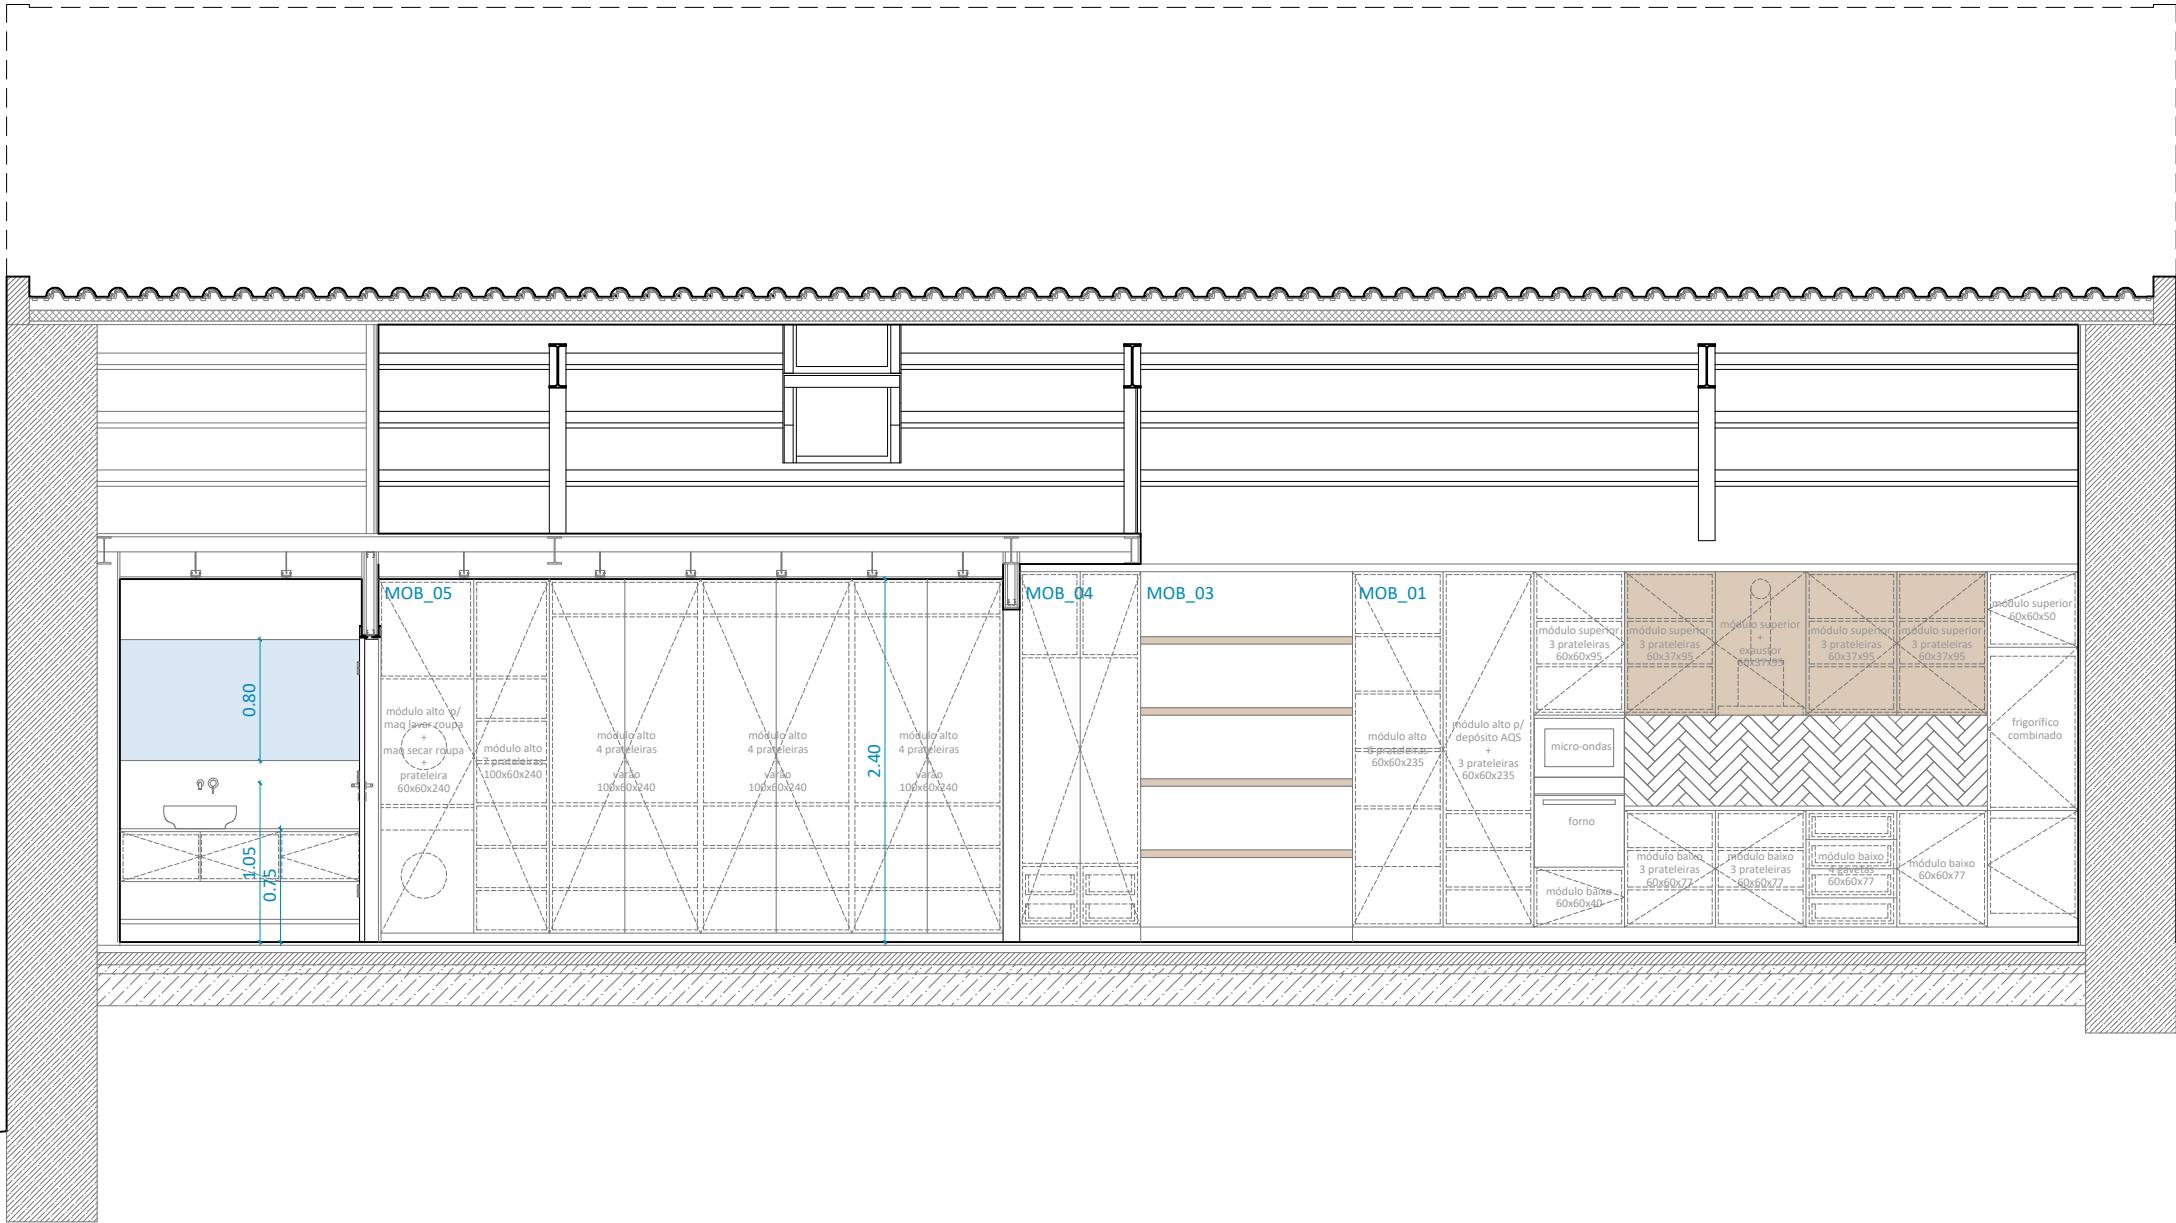 MOB_05
MOB_04
MOB_03
MOB_01
0.80
1.05
0.75
2.40
módulo alto p/
maq lavar roupa
+
maq secar roupa
+
prateleira
60x60x240
módulo alto
7 prateleiras
100x60x240
módulo alto
4 prateleiras
+
varão
100x60x240
módulo alto
4 prateleiras
+
varão
100x60x240
módulo alto
4 prateleiras
+
varão
100x60x240
módulo alto
6 prateleiras
60x60x235
módulo alto p/
depósito AQS
+
3 prateleiras
60x60x235
módulo superior
3 prateleiras
60x60x95
micro-ondas
forno
módulo baixo
60x60x40
módulo superior
3 prateleiras
60x37x95
módulo superior
+
exaustor
60x37x95
módulo superior
3 prateleiras
60x37x95
módulo superior
3 prateleiras
60x37x95
módulo superior
60x60x50
frigorífico
combinado
módulo baixo
3 prateleiras
60x60x77
módulo baixo
3 prateleiras
60x60x77
módulo baixo
4 gavetas
60x60x77
módulo baixo
60x60x77